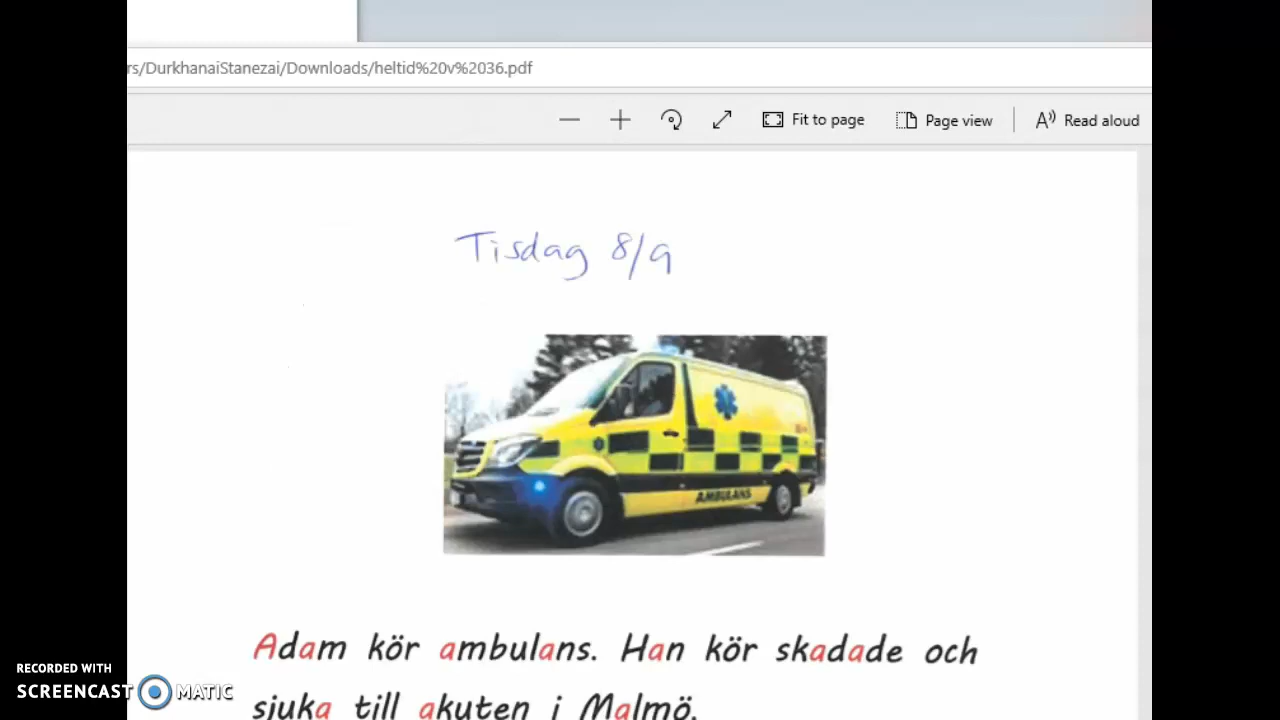 rs/DurkhanaiStanezai/Downloads/heltid%20v%2036.pdf
Fit to page Page view Read aloud
Tisdag 8/9
AMBULANS
Adam kör ambulans. Han kör skadade och
sjuka till akuten i Malmö.
RECORDED WITH
SCREENCAST MATIC